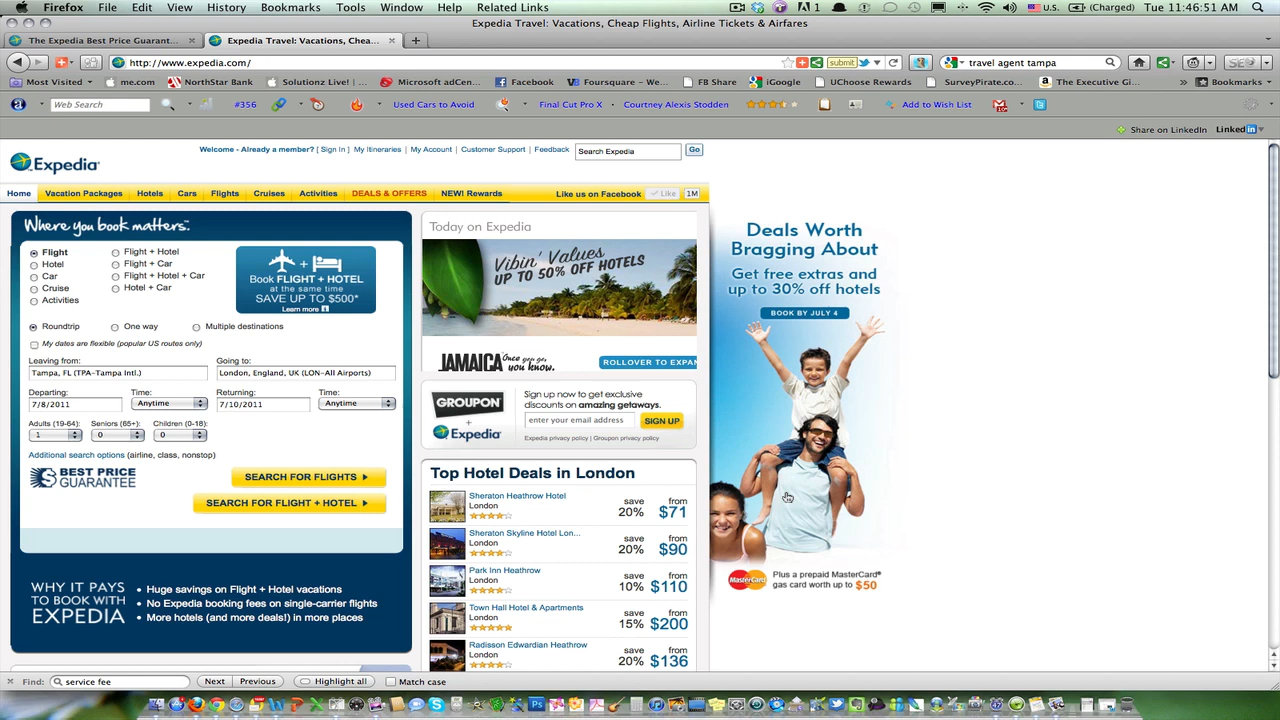 Firefox File Edit View History Bookmarks Tools Window Help Related Links
1 U.S. (Charged) Thu 11:46:51 AM
Expedia Travel: Vacations, Cheap Flights, Airline Tickets & Airfares
The Expedia Best Price Guarant... Expedia Travel: Vacations, Chea...
http://www.expedia.com/ submit travel agent tampa
Most Visited me.com NorthStar Bank Solutionz Live! | ... Microsoft adCen... Facebook Foursquare - We... FB Share iGoogle UChoose Rewards SurveyPirate.com The Executive Gi... Bookmarks
Web Search #356 Used Cars to Avoid Final Cut Pro X Courtney Alexis Stodden Add to Wish List
Share on LinkedIn Linked in
Welcome - Already a member? [ Sign In ] My Itineraries | My Account | Customer Support | Feedback Search Expedia Go
Expedia
Home Vacation Packages Hotels Cars Flights Cruises Activities DEALS & OFFERS NEW! Rewards Like us on Facebook Like 1M
Where you book matters.
Flight
Hotel
Car
Cruise
Activities
Flight + Hotel
Flight + Car
Flight + Hotel + Car
Hotel + Car
Book FLIGHT + HOTEL
at the same time
SAVE UP TO $500*
Learn more
Roundtrip One way Multiple destinations
My dates are flexible (popular US routes only)
Leaving from: Going to:
Tampa, FL (TPA-Tampa Intl.) London, England, UK (LON-All Airports)
Departing: Time: Returning: Time:
7/8/2011 Anytime 7/10/2011 Anytime
Adults (19-64): Seniors (65+): Children (0-18):
1 0 0
Additional search options (airline, class, nonstop)
BEST PRICE
GUARANTEE
SEARCH FOR FLIGHTS
SEARCH FOR FLIGHT + HOTEL
WHY IT PAYS
TO BOOK WITH
EXPEDIA
• Huge savings on Flight + Hotel vacations
• No Expedia booking fees on single-carrier flights
• More hotels (and more deals!) in more places
Today on Expedia
Vibin' Values
UP TO 50% OFF HOTELS
JAMAICA Once you go, you know. ROLLOVER TO EXPAN
GROUPON
+
Expedia
Sign up now to get exclusive
discounts on amazing getaways.
enter your email address SIGN UP
Expedia privacy policy | Groupon privacy policy
Top Hotel Deals in London
Sheraton Heathrow Hotel
London
save 20% from $71
Sheraton Skyline Hotel Lon...
London
save 20% from $90
Park Inn Heathrow
London
save 10% from $110
Town Hall Hotel & Apartments
London
save 15% from $200
Radisson Edwardian Heathrow
London
save 20% from $136
Deals Worth
Bragging About
Get free extras and
up to 30% off hotels
BOOK BY JULY 4
MasterCard
Plus a prepaid MasterCard
gas card worth up to $50
Find: service fee Next Previous Highlight all Match case